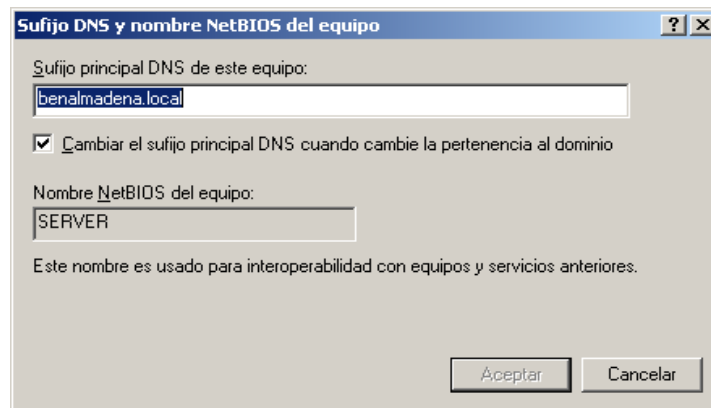 Sufijo DNS y nombre NetBIOS del equipo
Sufijo principal DNS de este equipo:
benalmadena.local
Cambiar el sufijo principal DNS cuando cambie la pertenencia al dominio
Nombre NetBIOS del equipo:
SERVER
Este nombre es usado para interoperabilidad con equipos y servicios anteriores.
Aceptar Cancelar